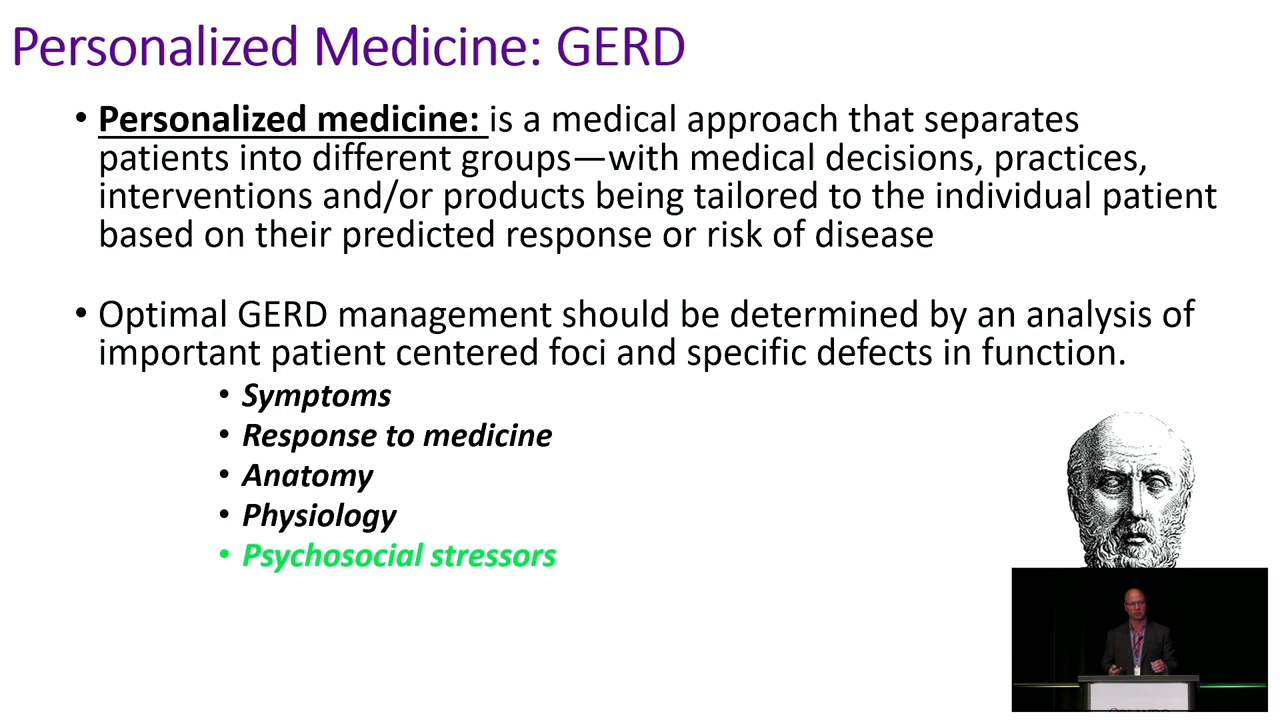 Personalized Medicine: GERD
• Personalized medicine: is a medical approach that separates
patients into different groups—with medical decisions, practices,
interventions and/or products being tailored to the individual patient
based on their predicted response or risk of disease
• Optimal GERD management should be determined by an analysis of
important patient centered foci and specific defects in function.
• Symptoms
• Response to medicine
• Anatomy
• Physiology
• Psychosocial stressors